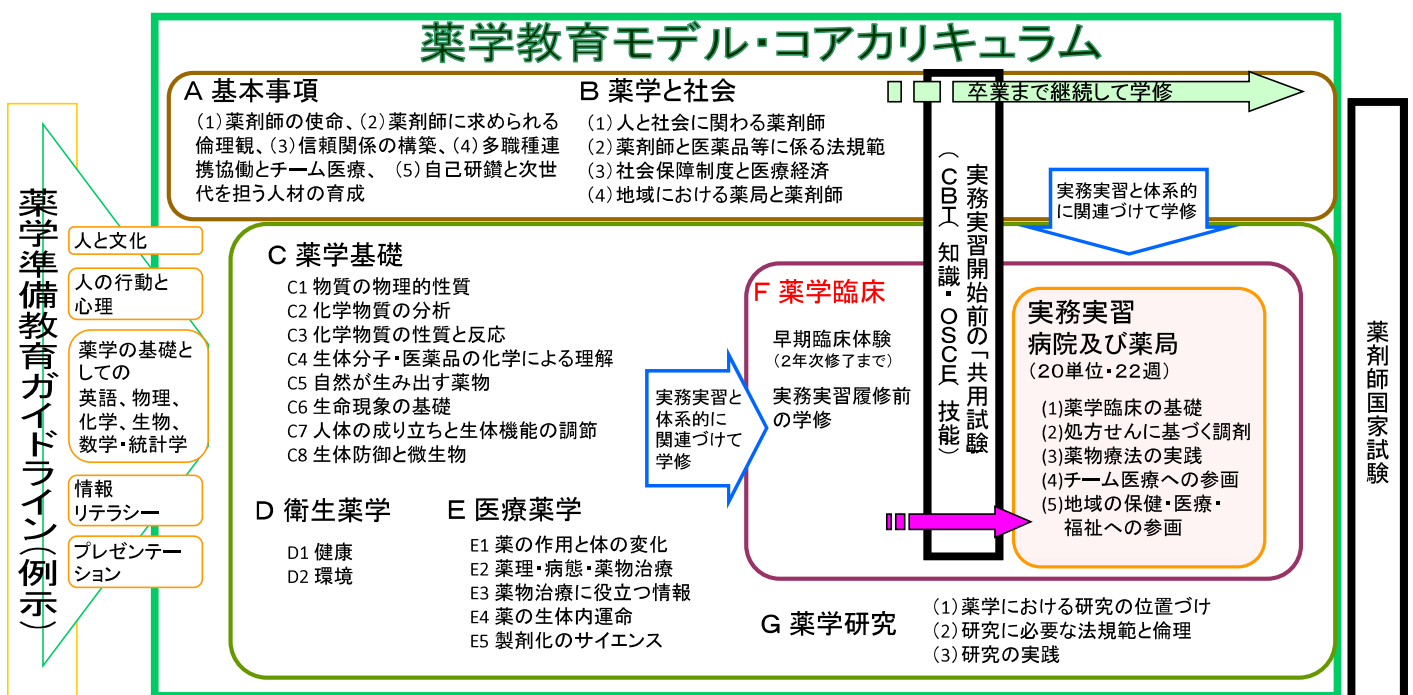 薬学教育モデル・コアカリキュラム
A 基本事項
(1)薬剤師の使命、(2)薬剤師に求められる
倫理観、(3)信頼関係の構築、(4)多職種連
携協働とチーム医療、 (5)自己研鑽と次世
代を担う人材の育成
B 薬学と社会
(1)人と社会に関わる薬剤師
(2)薬剤師と医薬品等に係る法規範
(3)社会保障制度と医療経済
(4)地域における薬局と薬剤師
卒業まで継続して学修
薬学準備教育ガイドライン(例示)
人と文化
人の行動と
心理
薬学の基礎と
しての
英語、物理、
化学、生物、
数学・統計学
情報
リテラシー
プレゼンテー
ション
C 薬学基礎
C1 物質の物理的性質
C2 化学物質の分析
C3 化学物質の性質と反応
C4 生体分子・医薬品の化学による理解
C5 自然が生み出す薬物
C6 生命現象の基礎
C7 人体の成り立ちと生体機能の調節
C8 生体防御と微生物
D 衛生薬学
D1 健康
D2 環境
E 医療薬学
E1 薬の作用と体の変化
E2 薬理・病態・薬物治療
E3 薬物治療に役立つ情報
E4 薬の生体内運命
E5 製剤化のサイエンス
実務実習と
体系的に
関連づけて
学修
F 薬学臨床
早期臨床体験
(2年次修了まで)
実務実習履修前
の学修
実務実習開始前の「共用試験」
(CBT(知識)・OSCE(技能))
実務実習と体系的
に関連づけて学修
実務実習
病院及び薬局
(20単位・22週)
(1)薬学臨床の基礎
(2)処方せんに基づく調剤
(3)薬物療法の実践
(4)チーム医療への参画
(5)地域の保健・医療・
福祉への参画
G 薬学研究
(1)薬学における研究の位置づけ
(2)研究に必要な法規範と倫理
(3)研究の実践
薬剤師国家試験